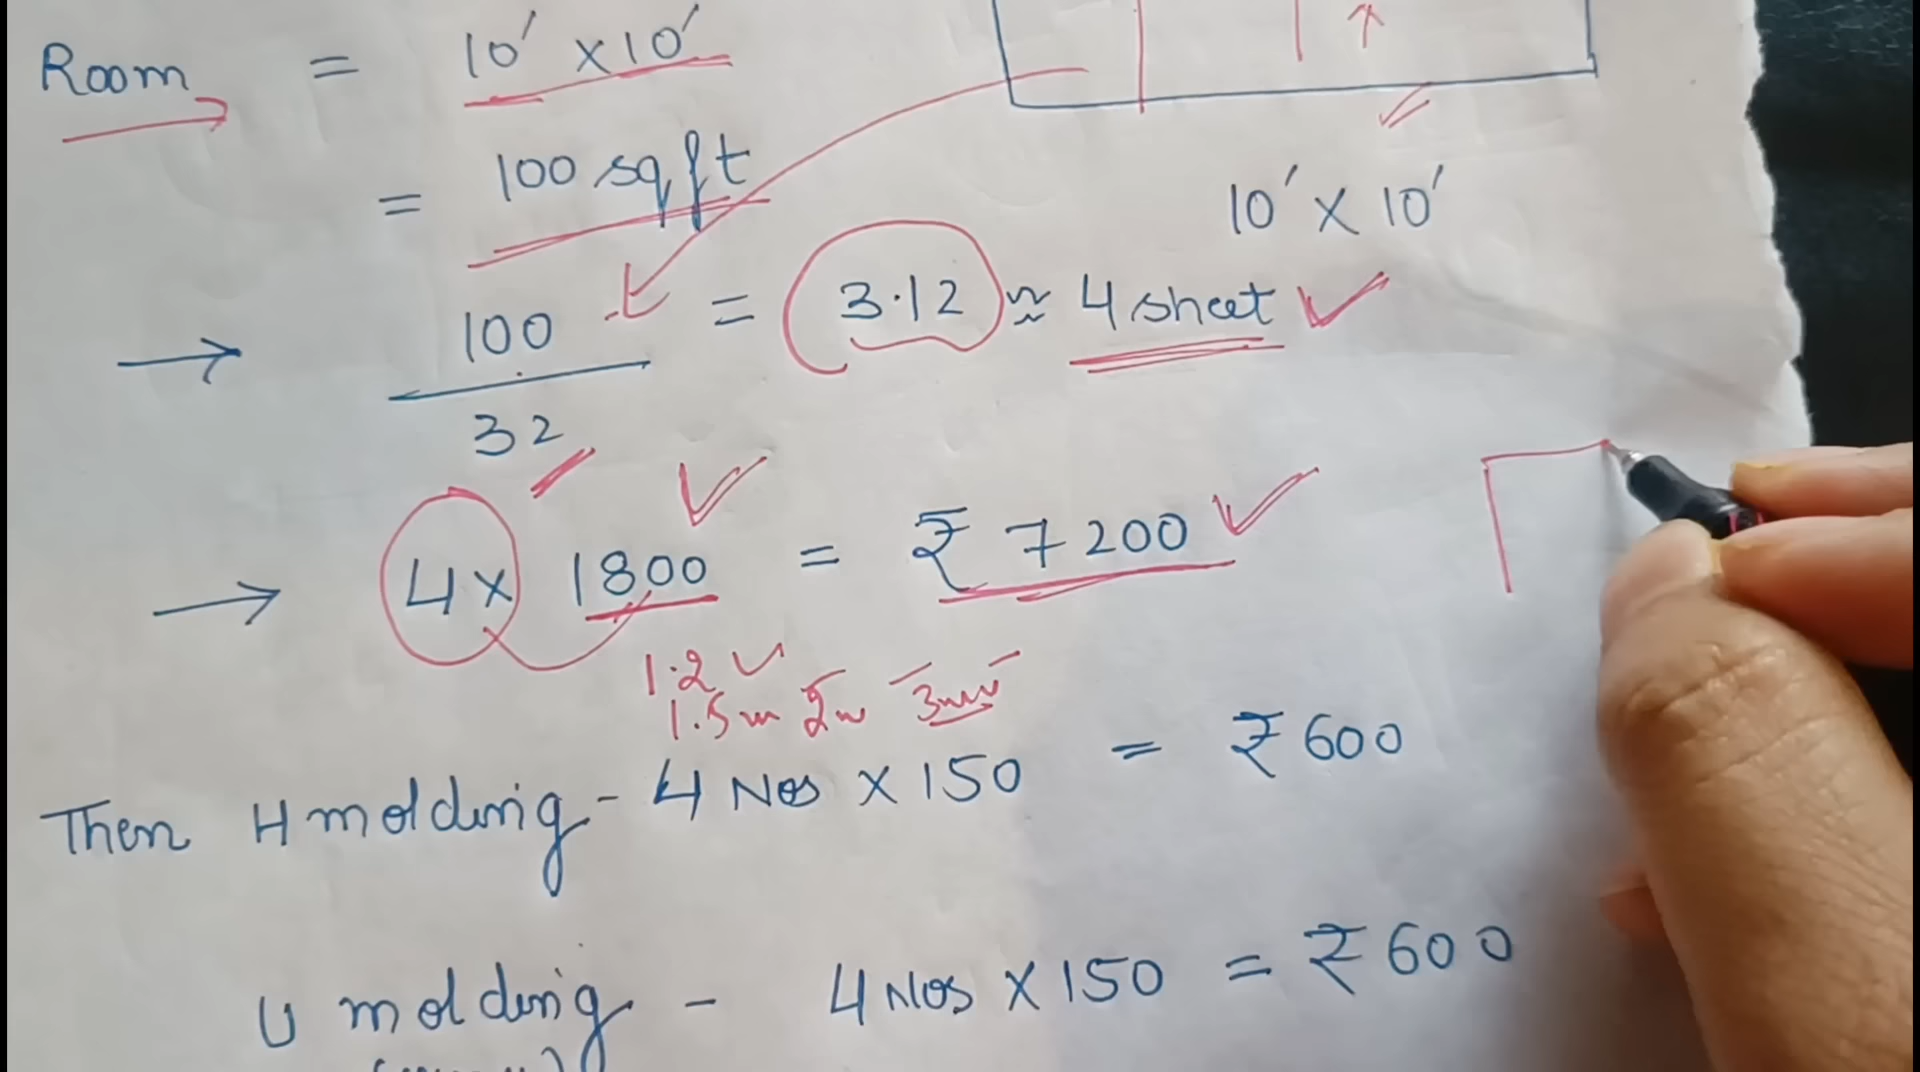 Room = 10' x 10'
= 100 sqft
10' x 10'
→ 100/32 = 3.12 ≈ 4 sheet ✓
→ 4 x 1800 = ₹ 7200 ✓
1.2 ✓
1.5m 2m 3mm
Then H molding - 4 Nos x 150 = ₹ 600
U molding - 4 Nos x 150 = ₹ 600